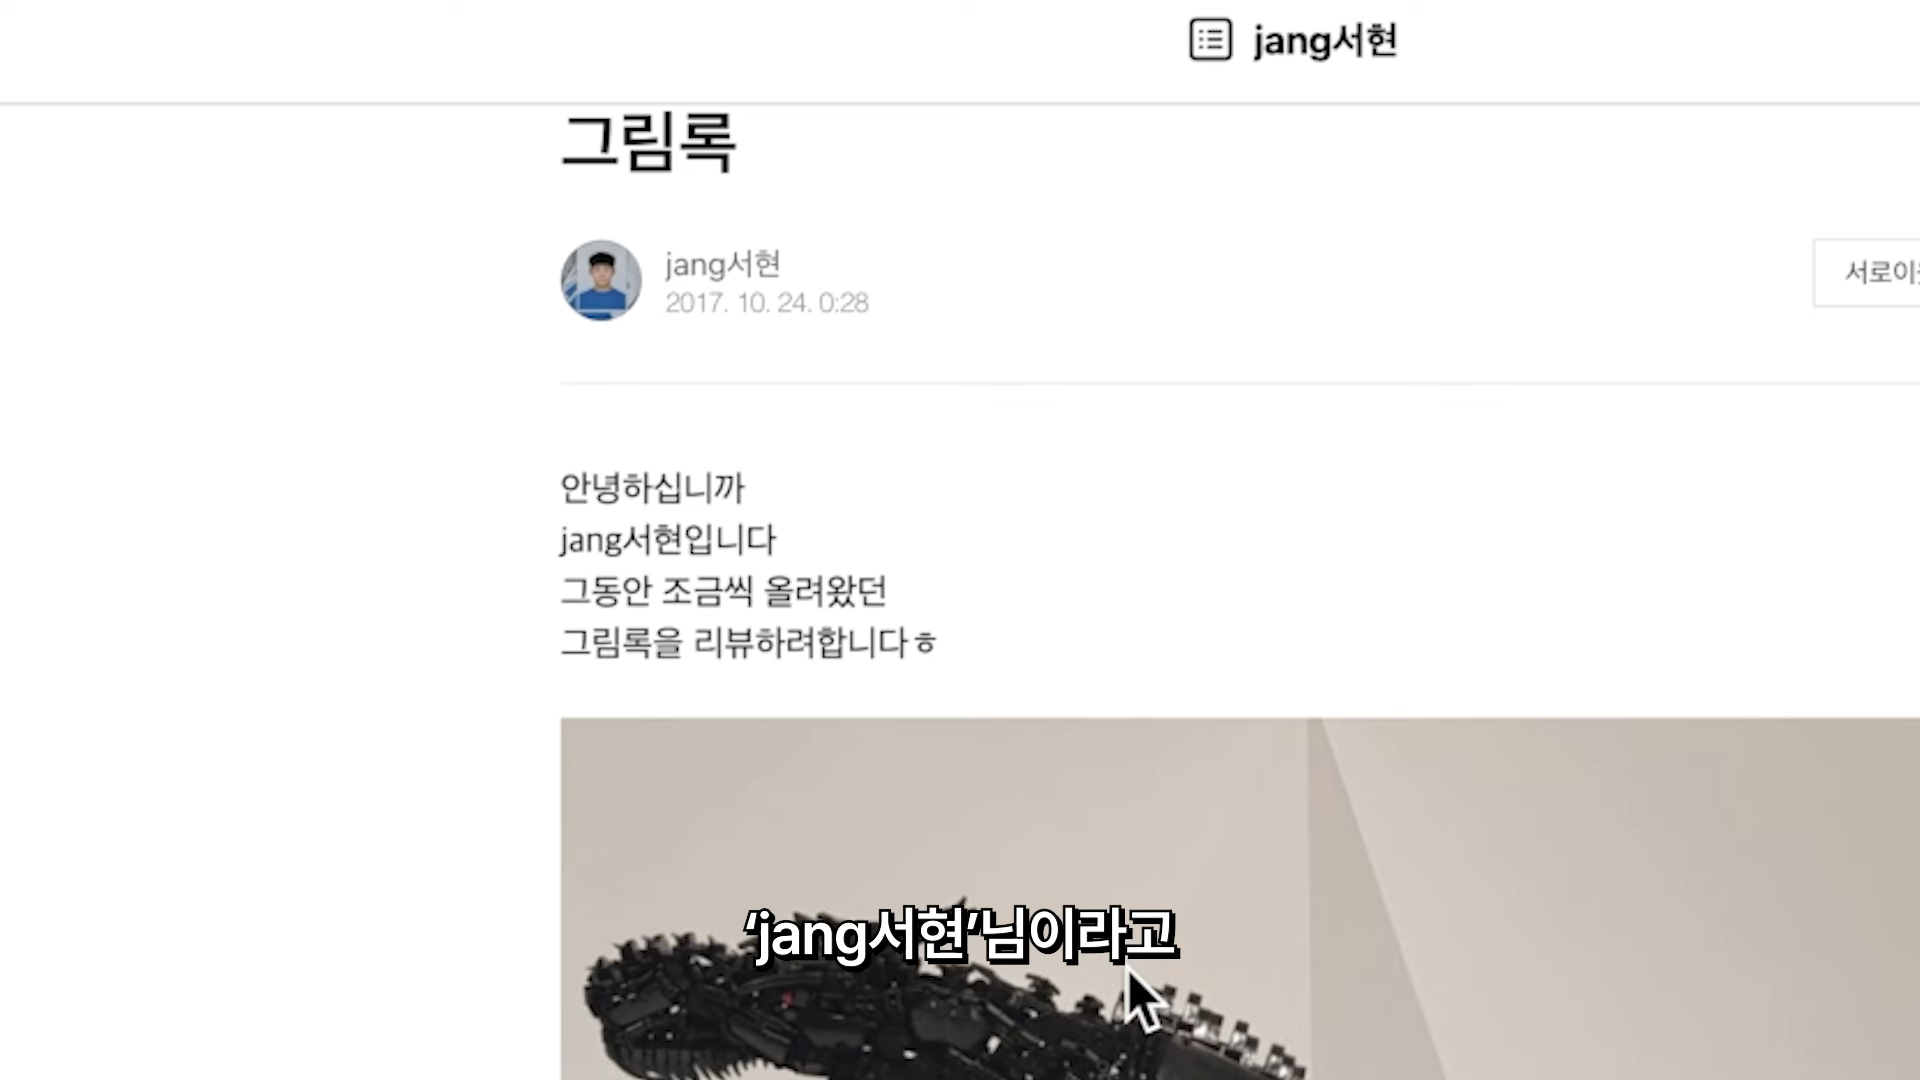 jang서현
그림록
jang서현
2017. 10. 24. 0:28
서로이
안녕하십니까
jang서현입니다
그동안 조금씩 올려왔던
그림록을 리뷰하려합니다ㅎ
‘jang서현’님이라고